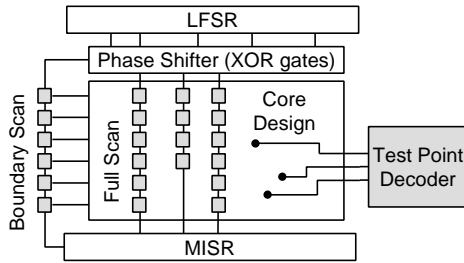 LFSR
Phase Shifter (XOR gates)
Boundary Scan
Full Scan
Core
Design
Test Point
Decoder
MISR